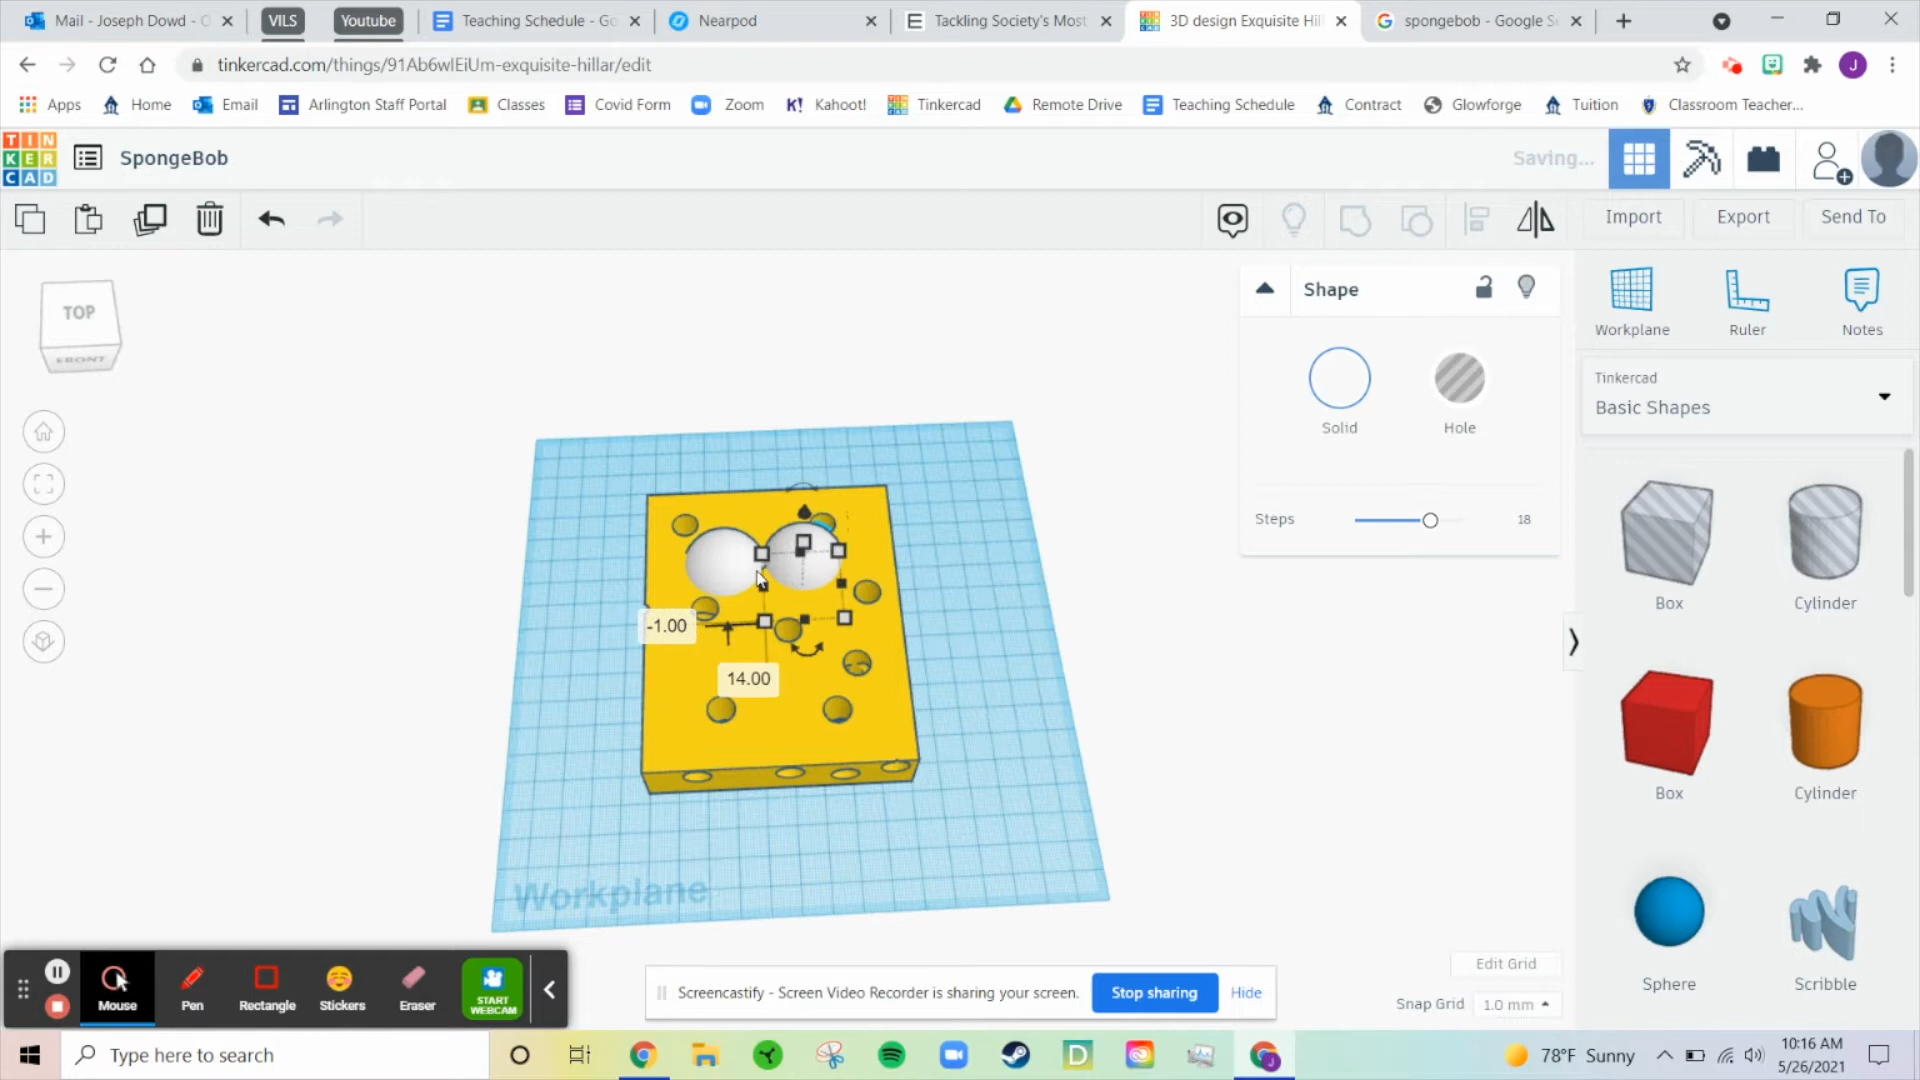 Mail - Joseph Dowd - O
VILS
Youtube
Teaching Schedule - Go
Nearpod
Tackling Society's Most
3D design Exquisite Hil
spongebob - Google Se
tinkercad.com/things/91Ab6wlEiUm-exquisite-hillar/edit
J
Apps
Home
Email
Arlington Staff Portal
Classes
Covid Form
Zoom
K! Kahoot!
Tinkercad
Remote Drive
Teaching Schedule
Contract
Glowforge
Tuition
Classroom Teacher...
TIN
KER
CAD
SpongeBob
Saving...
Import
Export
Send To
TOP
FRONT
Shape
Solid
Hole
Steps
18
Workplane
Ruler
Notes
Tinkercad
Basic Shapes
Box
Cylinder
Box
Cylinder
Sphere
Scribble
-1.00
14.00
Workplane
Edit Grid
Snap Grid
1.0 mm
Mouse
Pen
Rectangle
Stickers
Eraser
START
WEBCAM
Screencastify - Screen Video Recorder is sharing your screen.
Stop sharing
Hide
Type here to search
D
78°F Sunny
10:16 AM
5/26/2021